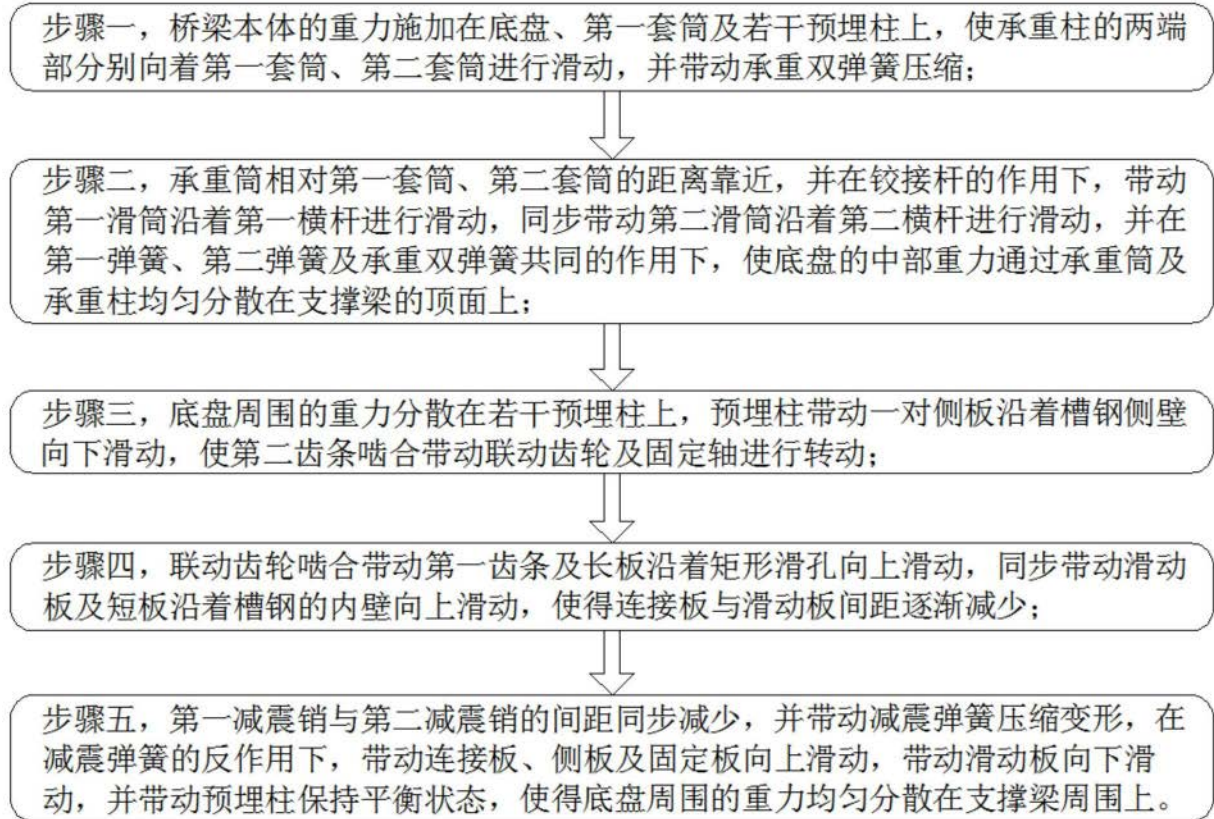 步骤一，桥梁本体的重力施加在底盘、第一套筒及若干预埋柱上，使承重柱的两端
部分别向着第一套筒、第二套筒进行滑动，并带动承重双弹簧压缩；
步骤二，承重筒相对第一套筒、第二套筒的距离靠近，并在铰接杆的作用下，带动
第一滑筒沿着第一横杆进行滑动，同步带动第二滑筒沿着第二横杆进行滑动，并在
第一弹簧、第二弹簧及承重双弹簧共同的作用下，使底盘的中部重力通过承重筒及
承重柱均匀分散在支撑梁的顶面上；
步骤三，底盘周围的重力分散在若干预埋柱上，预埋柱带动一对侧板沿着槽钢侧壁
向下滑动，使第二齿条啮合带动联动齿轮及固定轴进行转动；
步骤四，联动齿轮啮合带动第一齿条及长板沿着矩形滑孔向上滑动，同步带动滑动
板及短板沿着槽钢的内壁向上滑动，使得连接板与滑动板间距逐渐减少；
步骤五，第一减震销与第二减震销的间距同步减少，并带动减震弹簧压缩变形，在
减震弹簧的反作用下，带动连接板、侧板及固定板向上滑动，带动滑动板向下滑
动，并带动预埋柱保持平衡状态，使得底盘周围的重力均匀分散在支撑梁周围上。